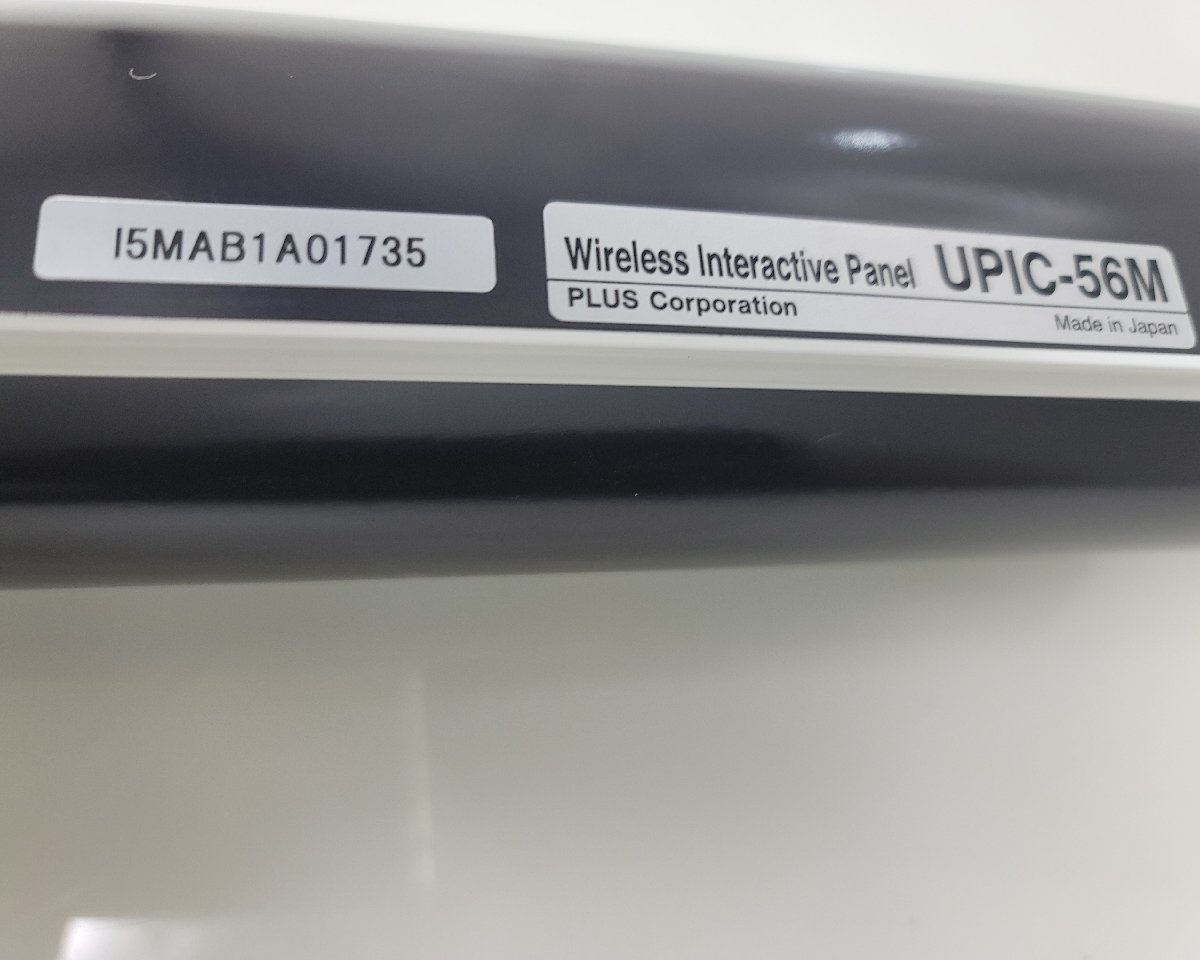 I5MAB1A01735
Wireless Interactive Panel UPIC-56M
PLUS Corporation
Made in Japan